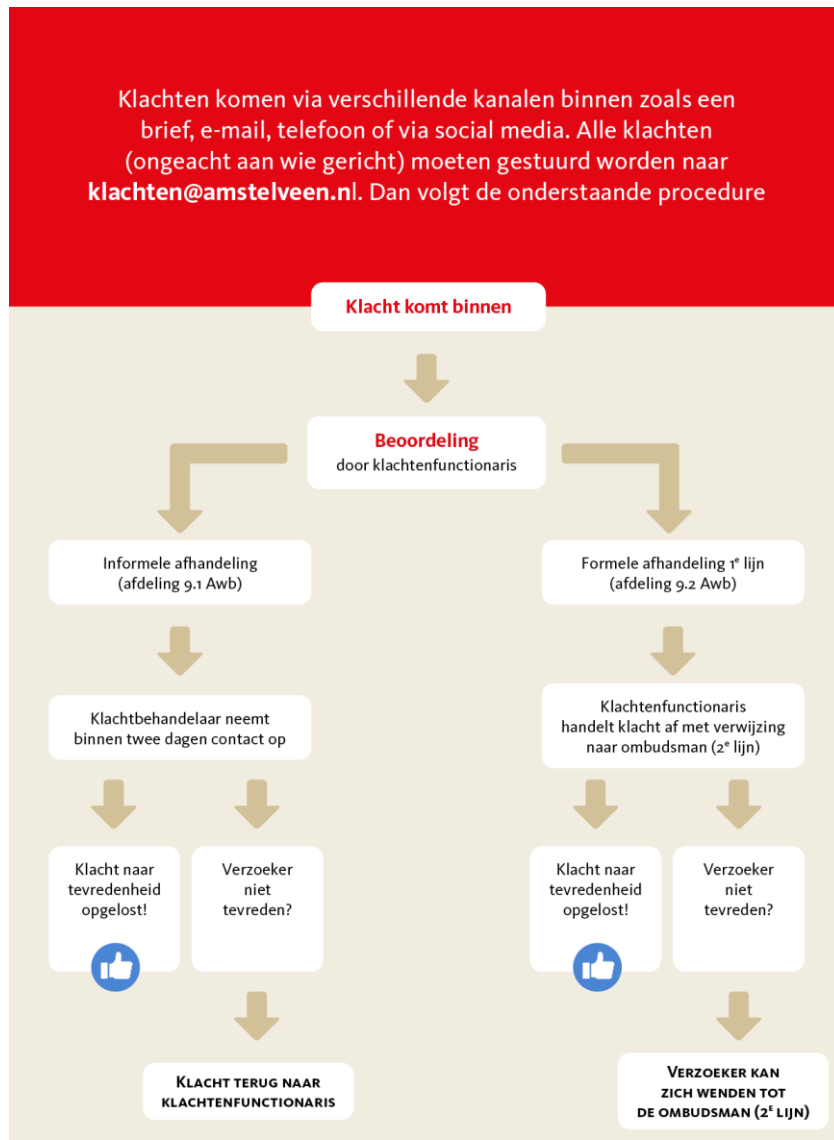 Klachten komen via verschillende kanalen binnen zoals een
brief, e-mail, telefoon of via social media. Alle klachten
(ongeacht aan wie gericht) moeten gestuurd worden naar
klachten@amstelveen.nl. Dan volgt de onderstaande procedure
Klacht komt binnen
Beoordeling
door klachtenfunctionaris
Informele afhandeling
(afdeling 9.1 Awb)
Klachtbehandelaar neemt
binnen twee dagen contact op
Klacht naar
tevredenheid
opgelost!
Verzoeker
niet
tevreden?
KLACHT TERUG NAAR
KLACHTENFUNCTIONARIS
Formele afhandeling 1e lijn
(afdeling 9.2 Awb)
Klachtenfunctionaris
handelt klacht af met verwijzing
naar ombudsman (2e lijn)
Klacht naar
tevredenheid
opgelost!
Verzoeker
niet
tevreden?
VERZOEKER KAN
ZICH WENDEN TOT
DE OMBUDSMAN (2E LIJN)